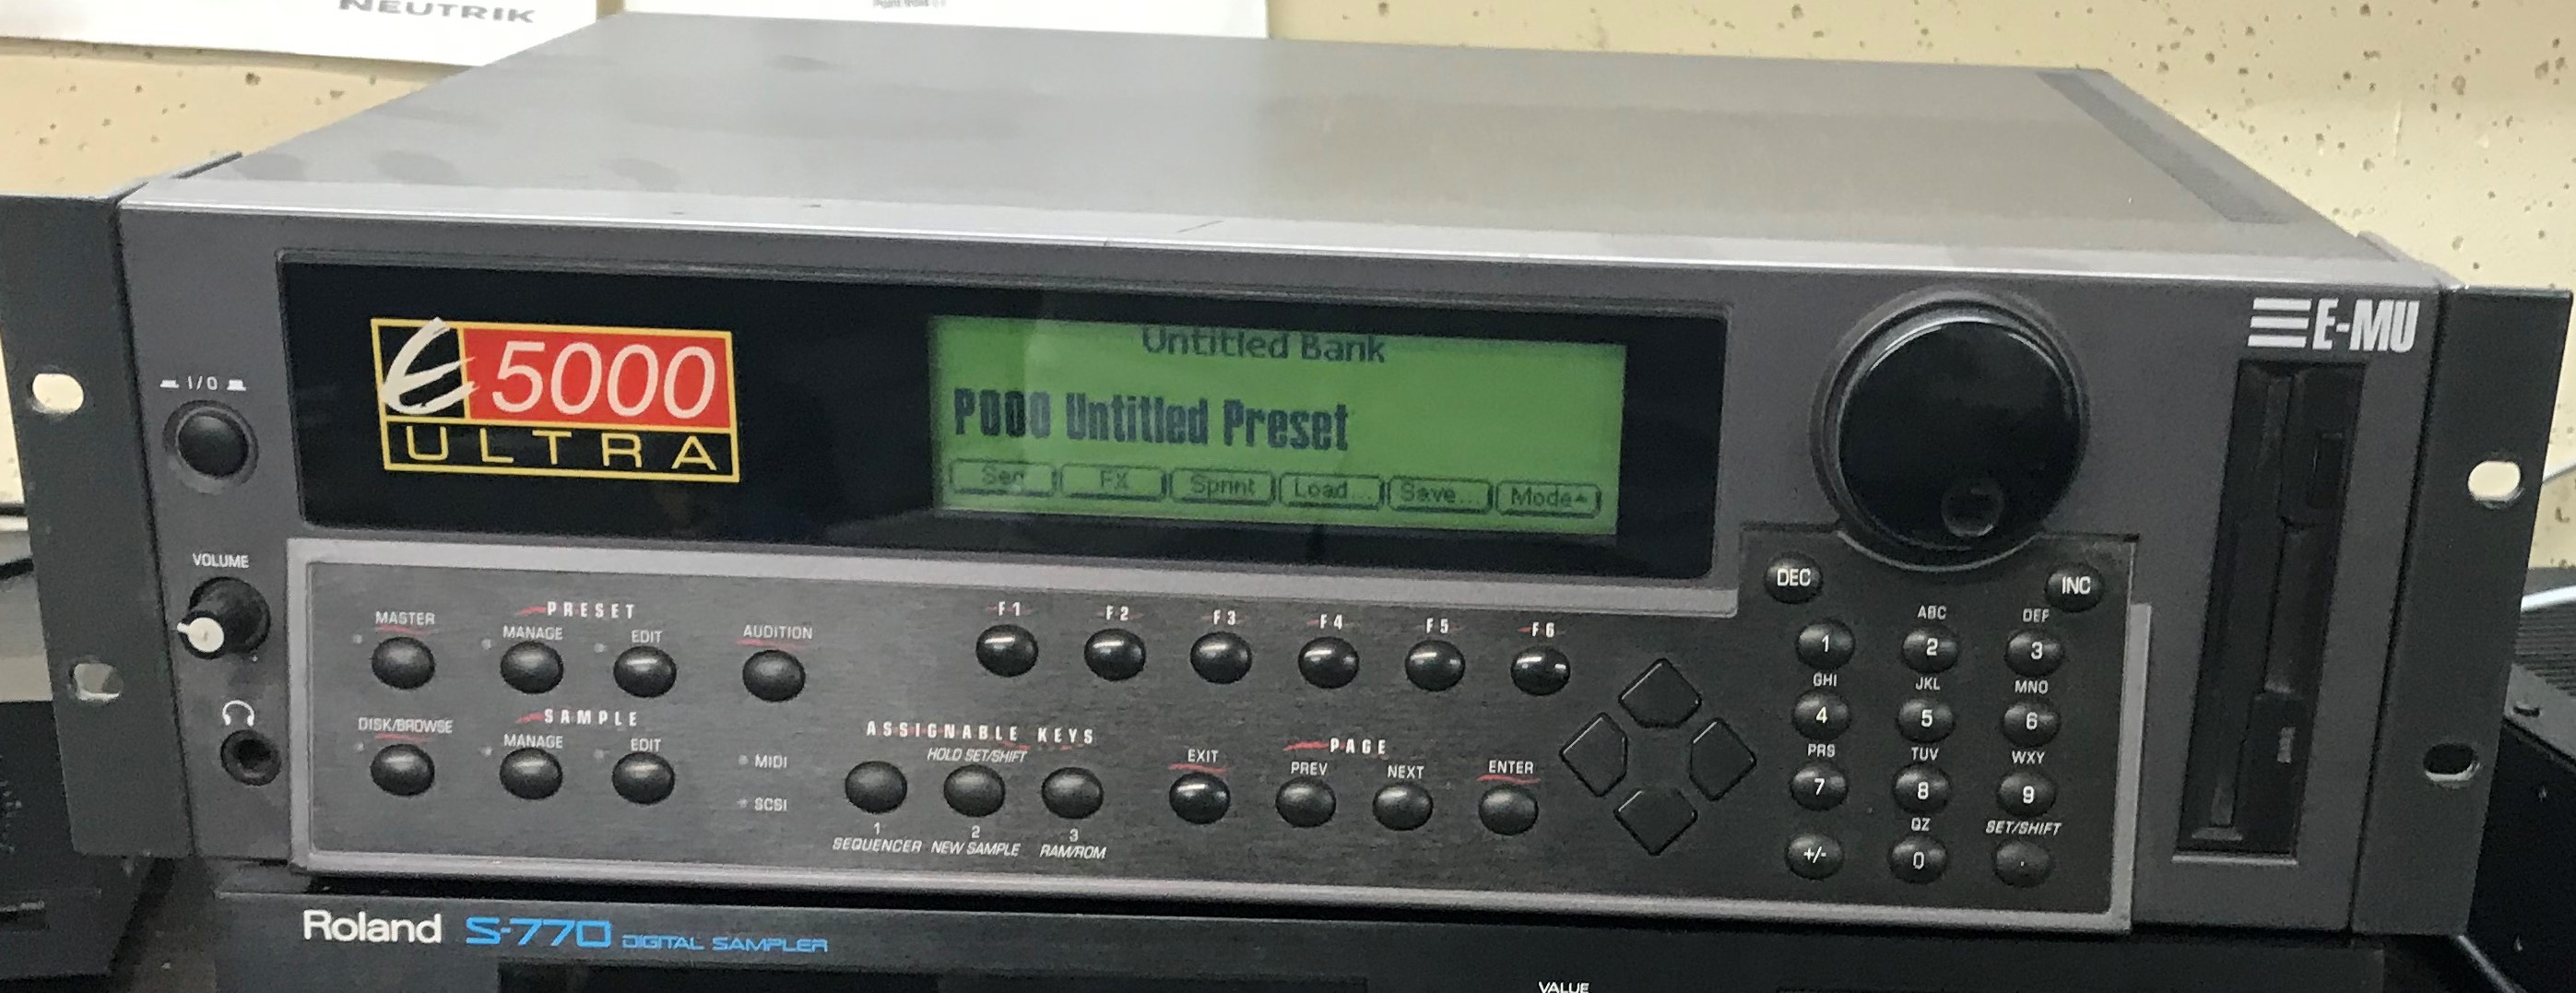 NEUTRIK
E-MU
E 5000
ULTRA
Untitled Bank
P000 Untitled Preset
Seq FX Sprint Load... Save... Mode
I/O
VOLUME
MASTER
PRESET
MANAGE EDIT
AUDITION
F1 F2 F3 F4 F5 F6
DISK/BROWSE
SAMPLE
MANAGE EDIT
MIDI
SCSI
ASSIGNABLE KEYS
HOLD SET/SHIFT
1 2 3
SEQUENCER NEW SAMPLE RAM/ROM
EXIT
PAGE
PREV NEXT
ENTER
DEC INC
ABC DEF
1 2 3
GHI JKL MNO
4 5 6
PRS TUV WXY
7 8 9
QZ SET/SHIFT
+/- 0 .
Roland S-770 DIGITAL SAMPLER
VALUE